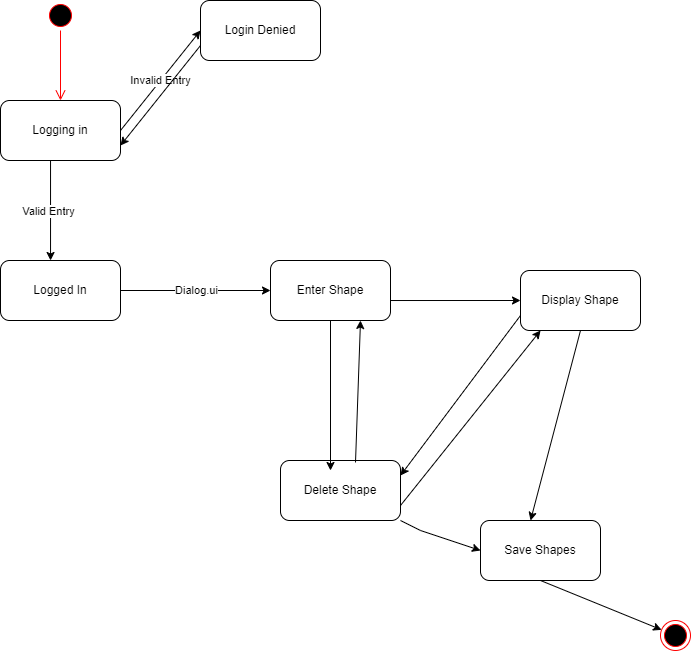 Login Denied
Invalid Entry
Logging in
Valid Entry
Logged In
Dialog.ui
Enter Shape
Display Shape
Delete Shape
Save Shapes